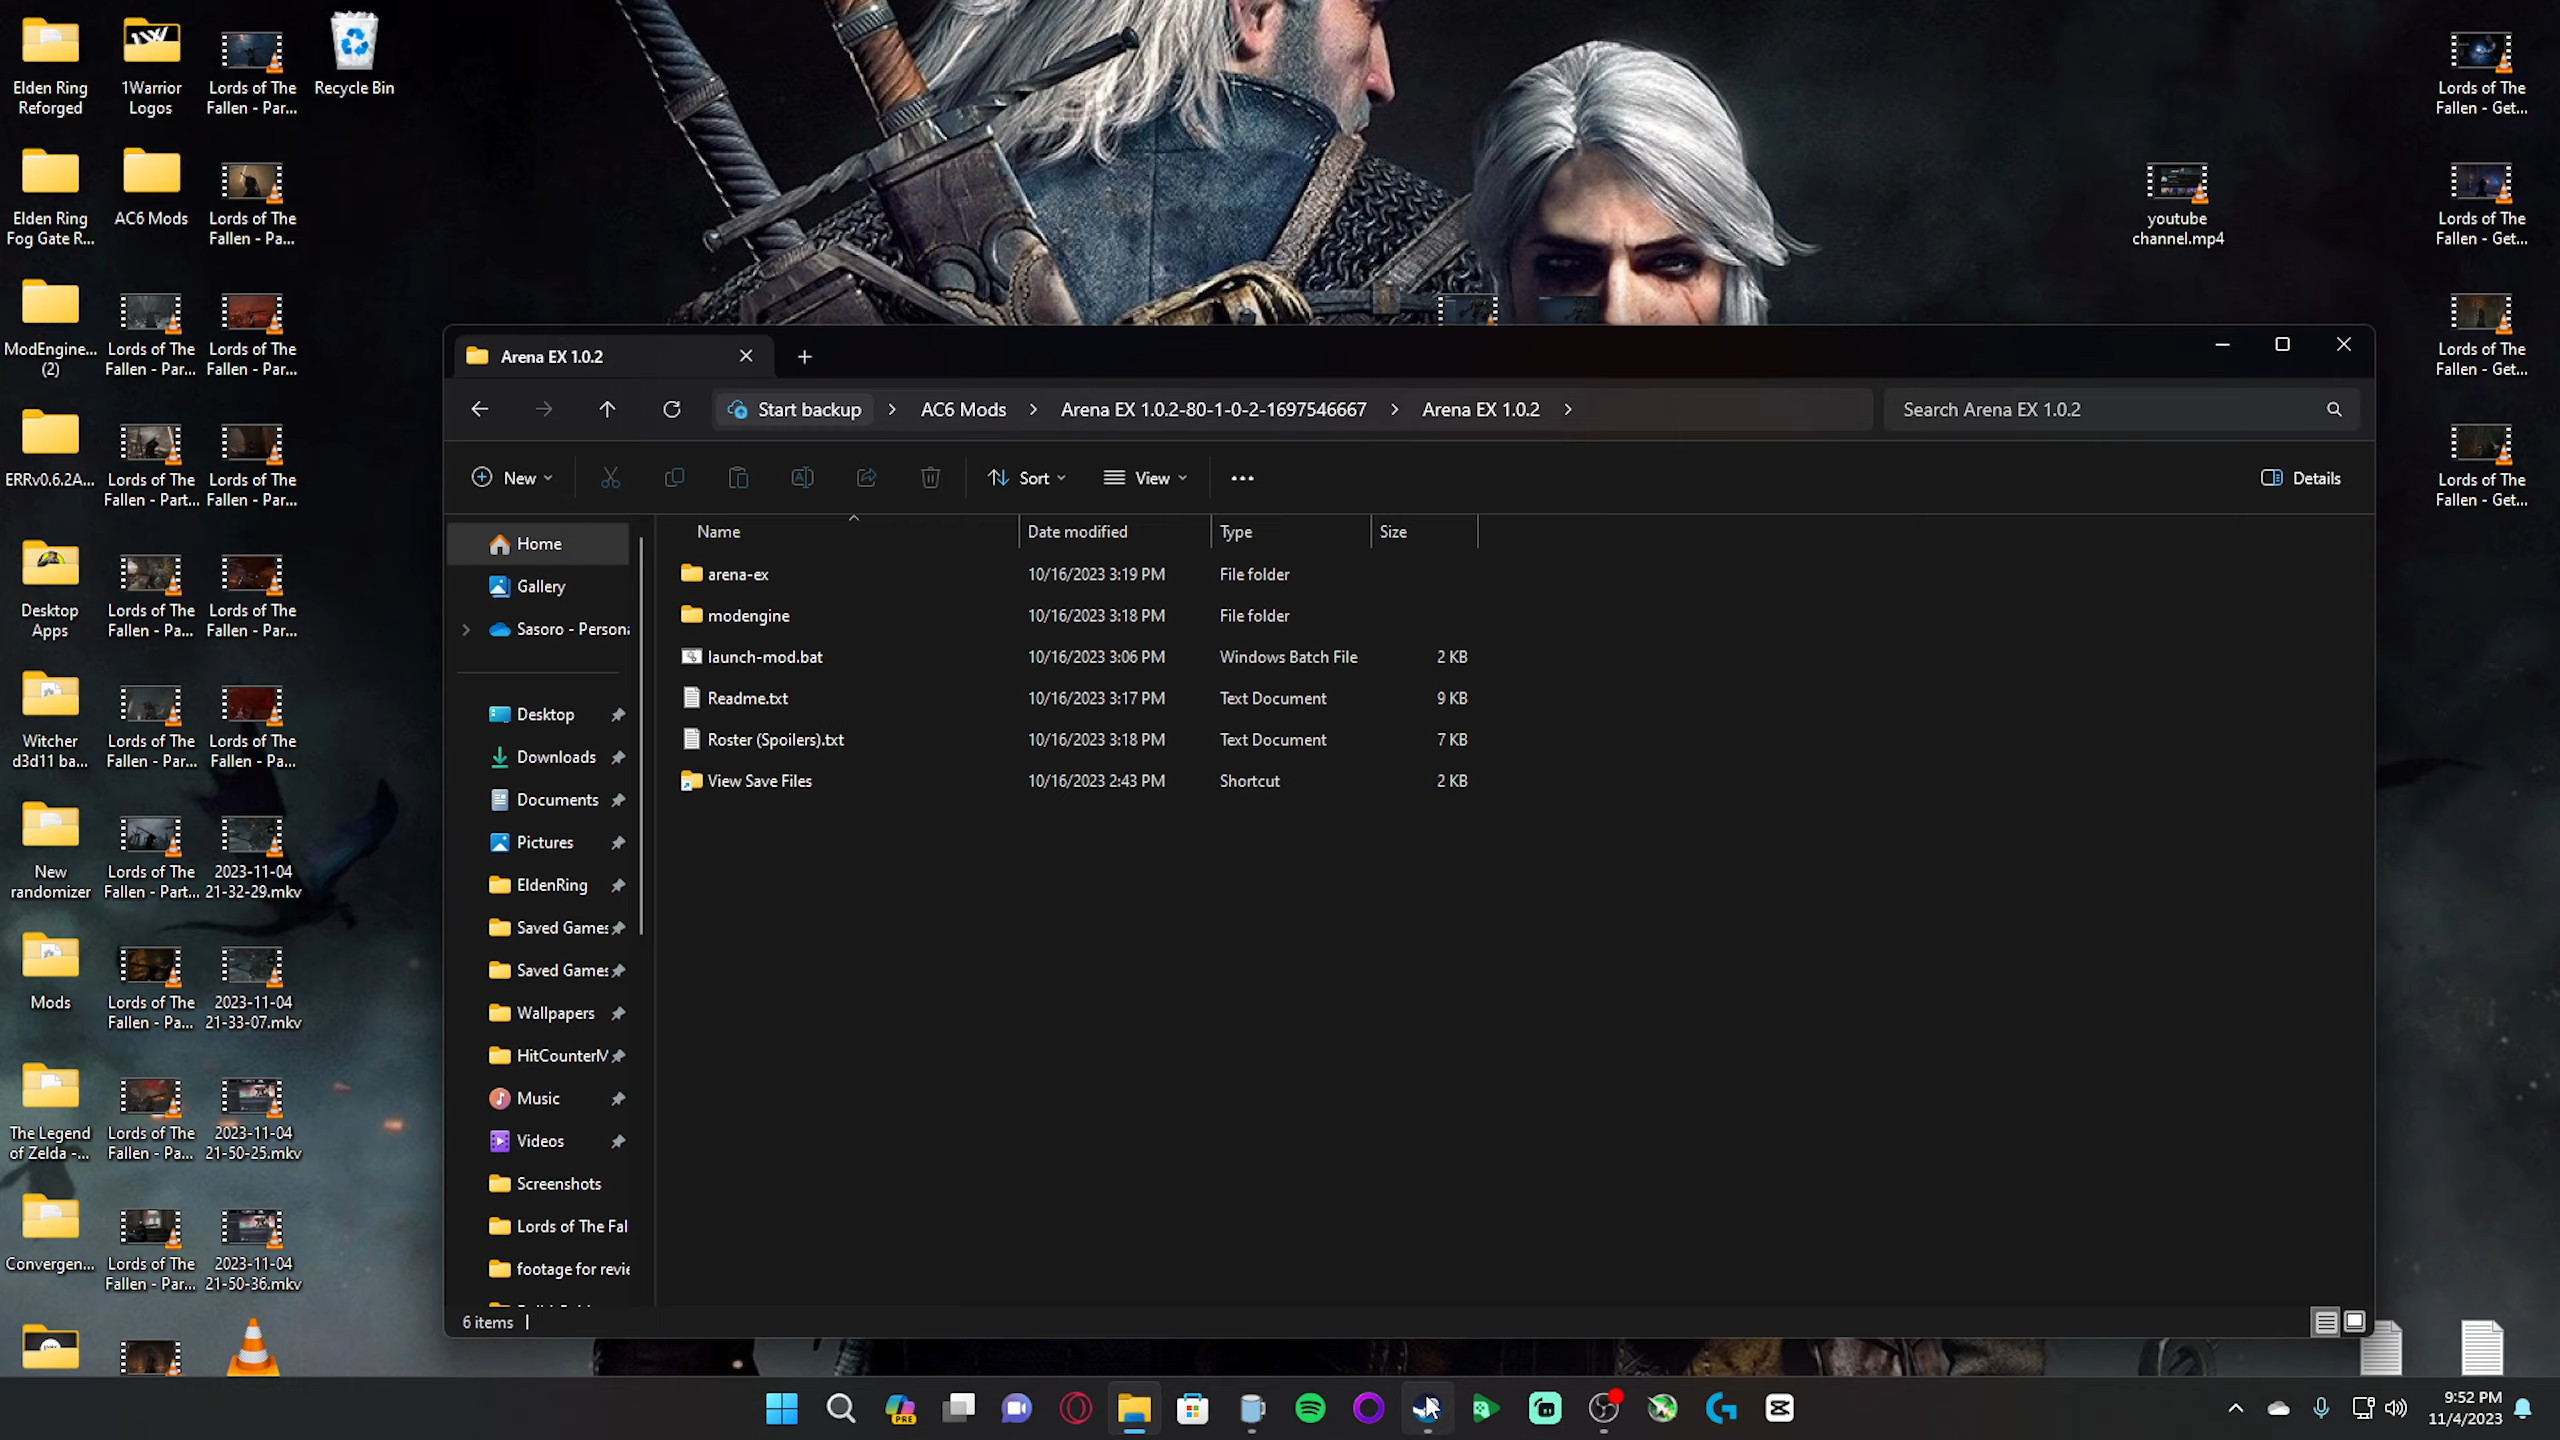 Elden Ring
Reforged
1Warrior
Logos
Lords of The
Fallen - Par...
Recycle Bin
Lords of The
Fallen - Get...
Elden Ring
Fog Gate R...
AC6 Mods
Lords of The
Fallen - Pa...
youtube
channel.mp4
Lords of The
Fallen - Get...
ModEngine...
(2)
Lords of The
Fallen - Par...
Lords of The
Fallen - Par...
Lords of The
Fallen - Get...
ERRv0.6.2A...
Lords of The
Fallen - Part...
Lords of The
Fallen - Par...
Lords of The
Fallen - Get...
Desktop
Apps
Lords of The
Fallen - Pa...
Lords of The
Fallen - Par...
Witcher
d3d11 ba...
Lords of The
Fallen - Par...
Lords of The
Fallen - Pa...
New
randomizer
Lords of The
Fallen - Part...
2023-11-04
21-32-29.mkv
Mods
Lords of The
Fallen - Pa...
2023-11-04
21-33-07.mkv
The Legend
of Zelda -...
Lords of The
Fallen - Pa...
2023-11-04
21-50-25.mkv
Convergen...
Lords of The
Fallen - Par...
2023-11-04
21-50-36.mkv
Arena EX 1.0.2
Start backup > AC6 Mods > Arena EX 1.0.2-80-1-0-2-1697546667 > Arena EX 1.0.2 >
Search Arena EX 1.0.2
New Sort View ... Details
Home
Gallery
Sasoro - Persona
Desktop
Downloads
Documents
Pictures
EldenRing
Saved Games
Saved Games
Wallpapers
HitCounterM
Music
Videos
Screenshots
Lords of The Fal
footage for revie
Name Date modified Type Size
arena-ex 10/16/2023 3:19 PM File folder
modengine 10/16/2023 3:18 PM File folder
launch-mod.bat 10/16/2023 3:06 PM Windows Batch File 2 KB
Readme.txt 10/16/2023 3:17 PM Text Document 9 KB
Roster (Spoilers).txt 10/16/2023 3:18 PM Text Document 7 KB
View Save Files 10/16/2023 2:43 PM Shortcut 2 KB
6 items
PRE
9:52 PM
11/4/2023